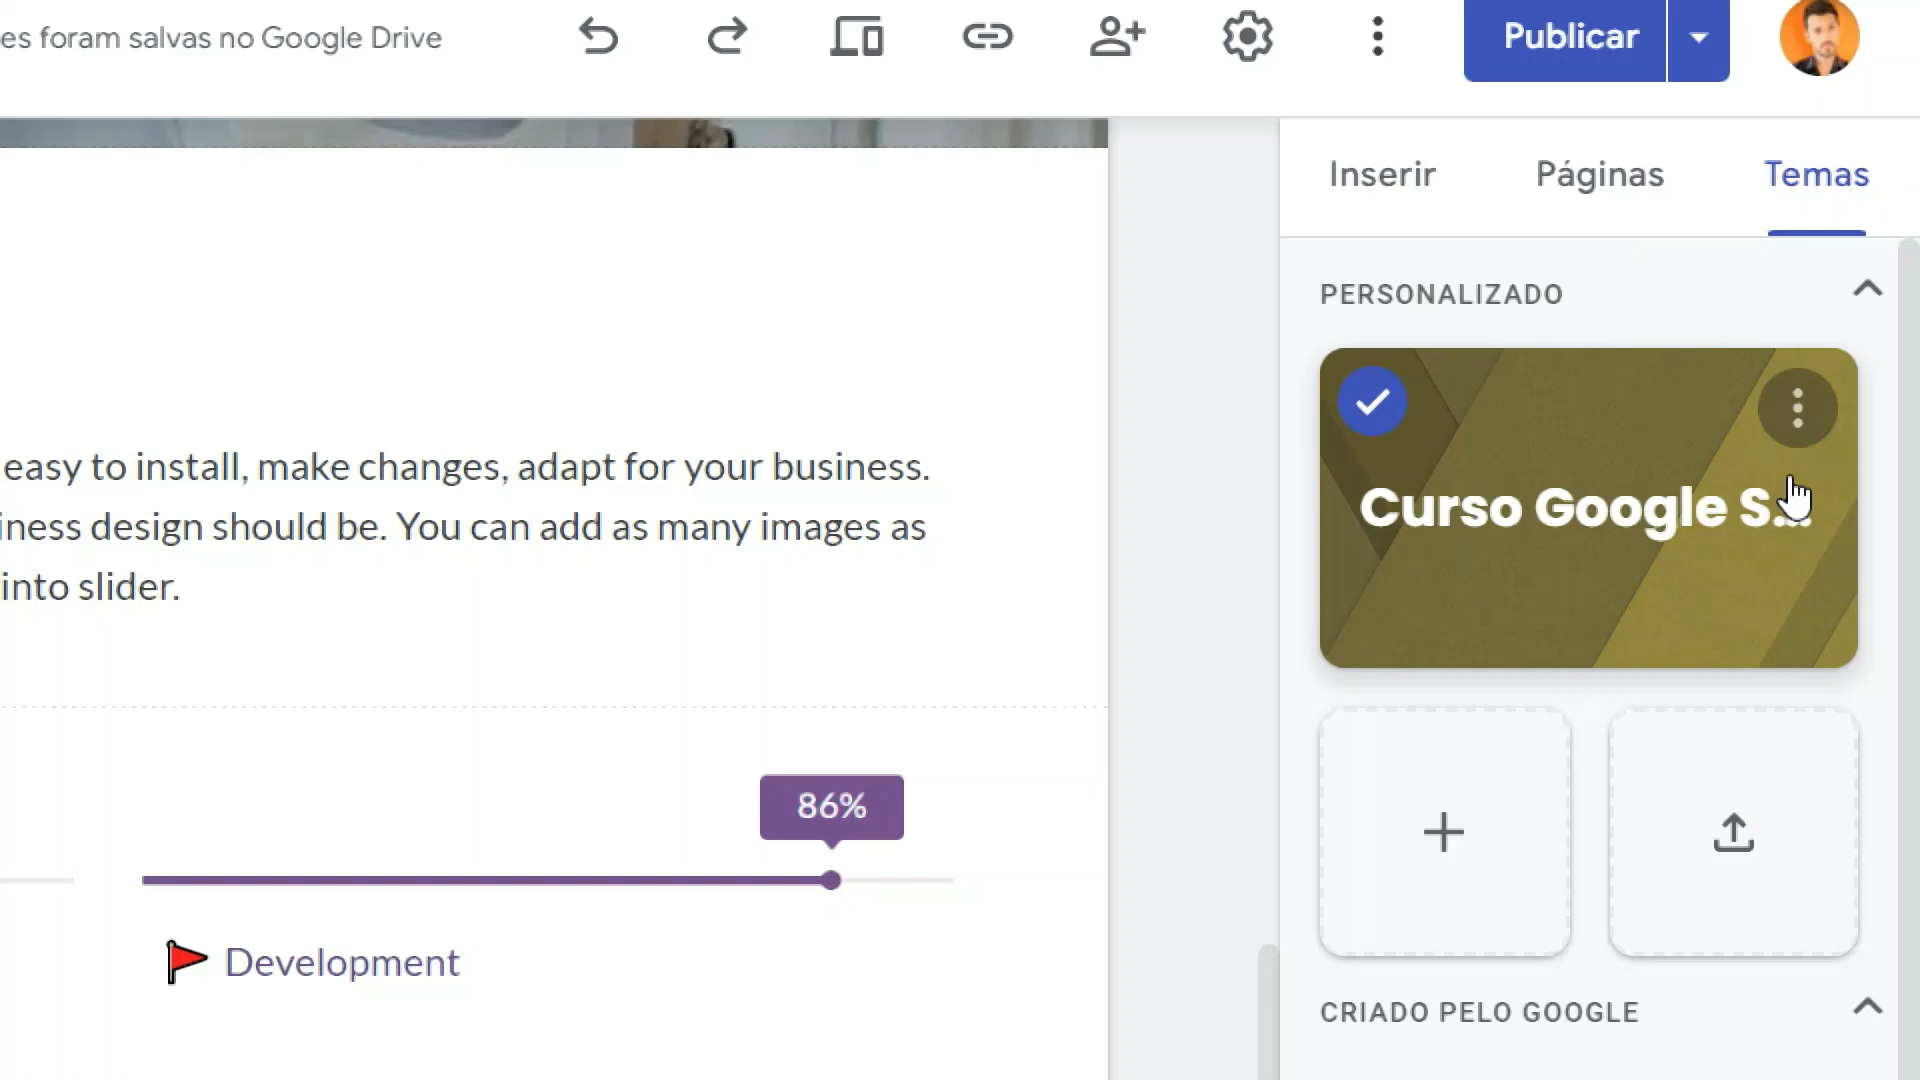 es foram salvas no Google Drive
Publicar
Inserir
Páginas
Temas
PERSONALIZADO
Curso Google S...
easy to install, make changes, adapt for your business.
iness design should be. You can add as many images as
into slider.
86%
Development
CRIADO PELO GOOGLE